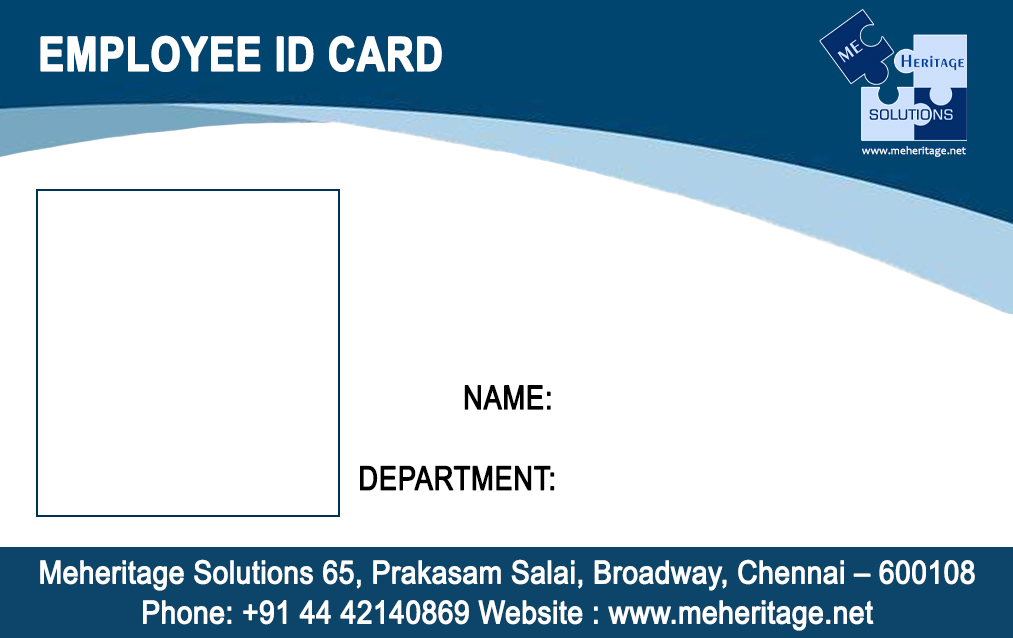 EMPLOYEE ID CARD
ME
HERITAGE
SOLUTIONS
www.meheritage.net
NAME:
DEPARTMENT:
Meheritage Solutions 65, Prakasam Salai, Broadway, Chennai – 600108
Phone: +91 44 42140869 Website : www.meheritage.net